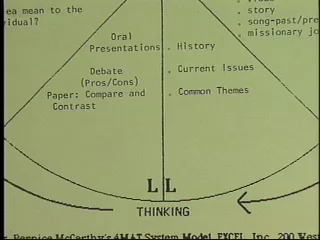 ea mean to the
vidual?
. story
. song-past/pre
. missionary jo
Oral
Presentations
. History
Debate
(Pros/Cons)
. Current Issues
Paper: Compare and
Contrast
. Common Themes
L L
THINKING
Bernice McCarthy's 4MAT System Model, EXCEL, Inc. 200 West